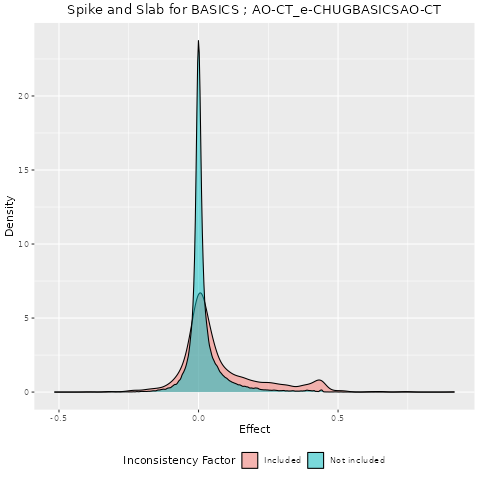 Spike and Slab for BASICS ; AO-CT_e-CHUGBASICSAO-CT
Density
20
15
10
5
0
-0.5
0.0
0.5
Effect
Inconsistency Factor
Included
Not included